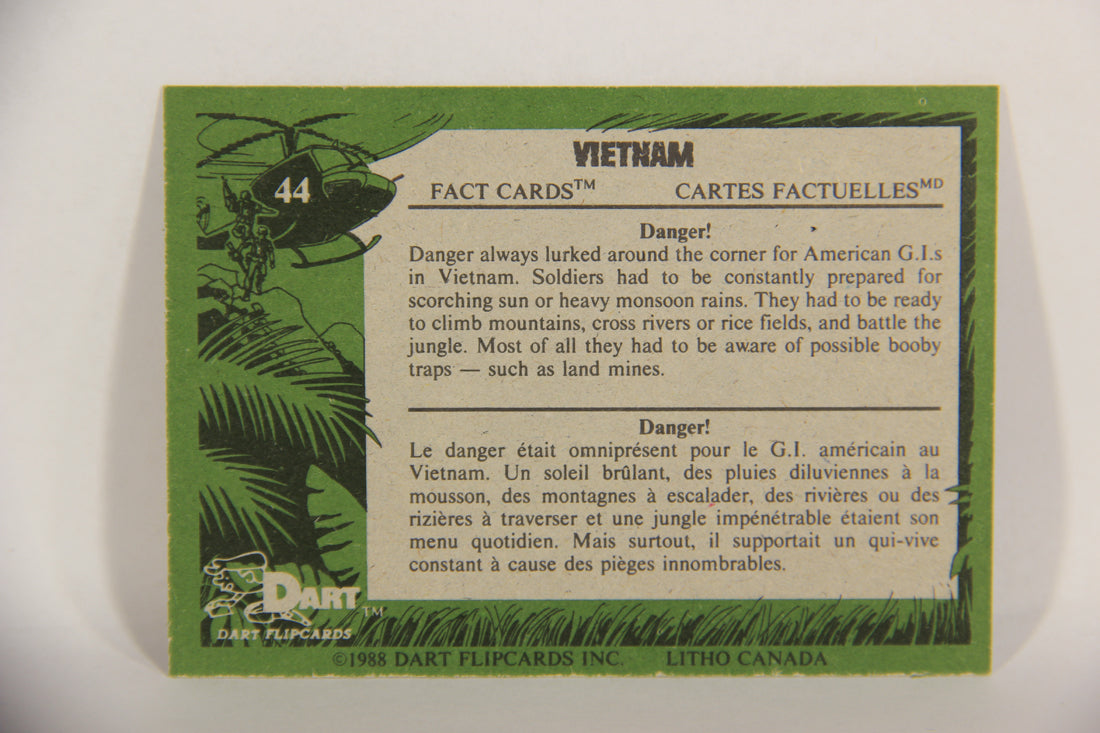 44
VIETNAM
FACT CARDS™ CARTES FACTUELLES MD
Danger!
Danger always lurked around the corner for American G.I.s
in Vietnam. Soldiers had to be constantly prepared for
scorching sun or heavy monsoon rains. They had to be ready
to climb mountains, cross rivers or rice fields, and battle the
jungle. Most of all they had to be aware of possible booby
traps — such as land mines.
Danger!
Le danger était omniprésent pour le G.I. américain au
Vietnam. Un soleil brûlant, des pluies diluviennes à la
mousson, des montagnes à escalader, des rivières ou des
rizières à traverser et une jungle impénétrable étaient son
menu quotidien. Mais surtout, il supportait un qui-vive
constant à cause des pièges innombrables.
DART ™
DART FLIPCARDS
©1988 DART FLIPCARDS INC. LITHO CANADA